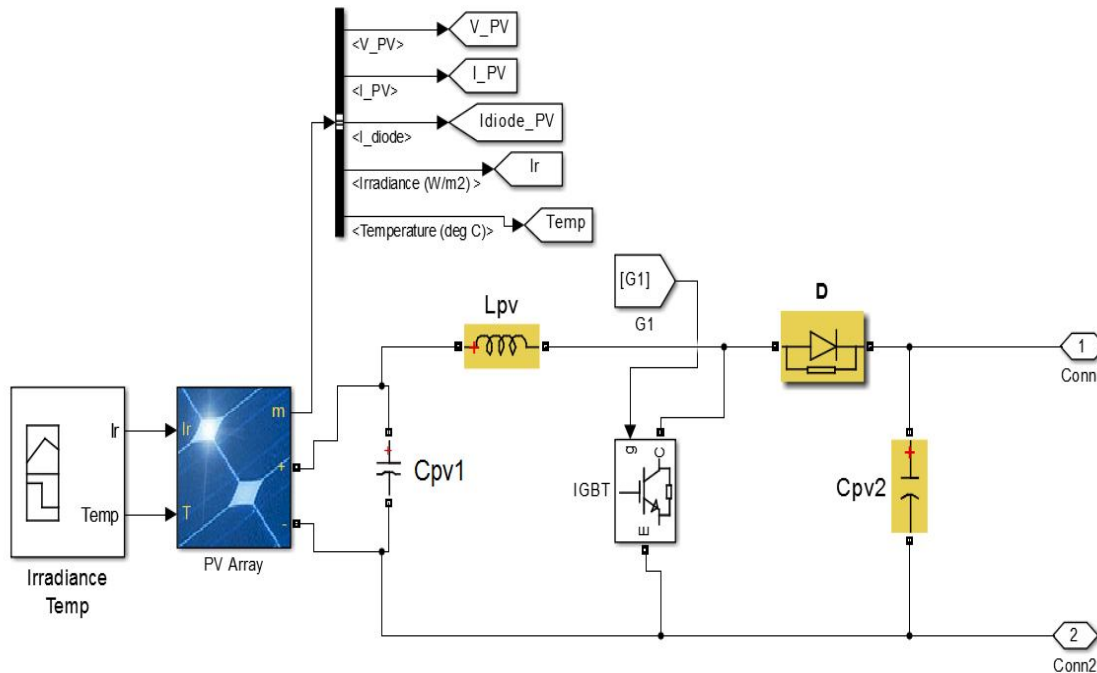 V_PV
<V_PV>
I_PV
<I_PV>
Idiode_PV
<I_diode>
Ir
<Irradiance (W/m2) >
Temp
<Temperature (deg C)>
[G1]
G1
Lpv
D
1
Conn
Ir
Temp
Irradiance
Temp
Ir
T
m
+
-
PV Array
+
Cpv1
+
g
C
E
IGBT
+
Cpv2
2
Conn2